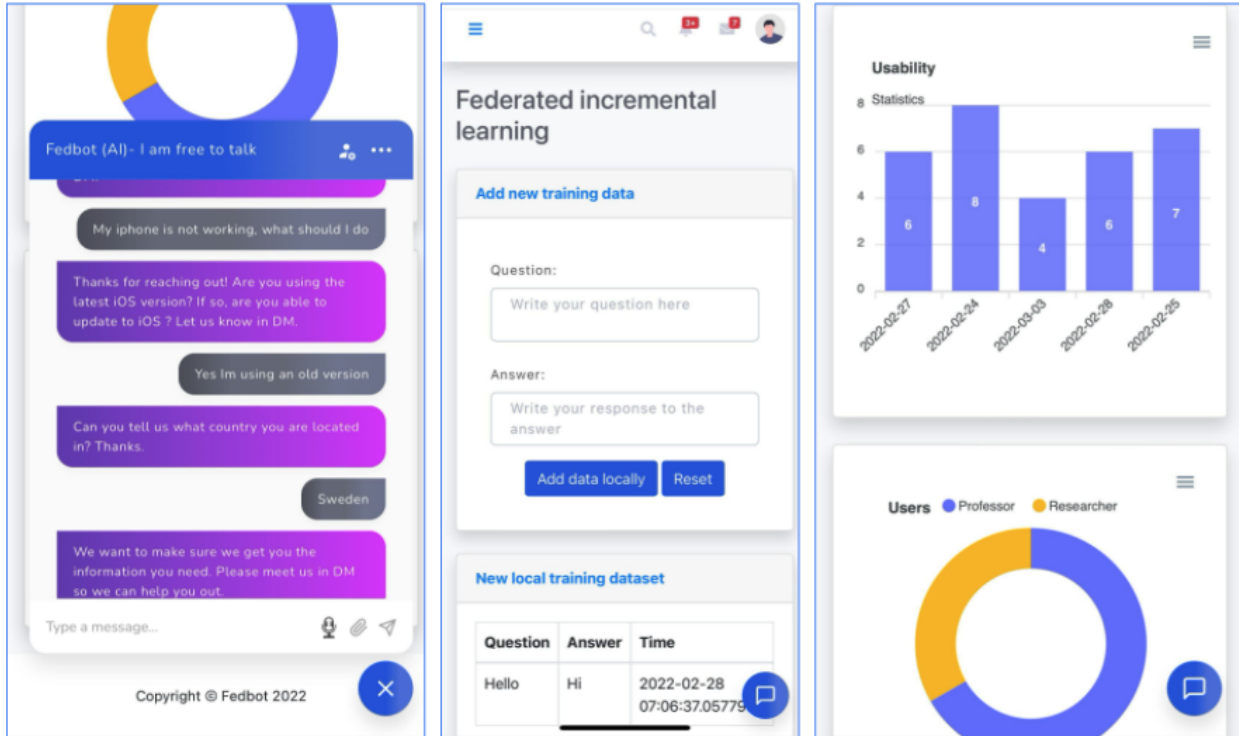 Fedbot (AI)- I am free to talk
My iphone is not working, what should I do
Thanks for reaching out! Are you using the
latest iOS version? If so, are you able to
update to iOS ? Let us know in DM.
Yes Im using an old version
Can you tell us what country you are located
in? Thanks.
Sweden
We want to make sure we get you the
information you need. Please meet us in DM
so we can help you out.
Type a message...
Copyright © Fedbot 2022
3+
7
Federated incremental
learning
Add new training data
Question:
Write your question here
Answer:
Write your response to the
answer
Add data locally
Reset
New local training dataset
Question Answer Time
Hello Hi 2022-02-28
07:06:37.05779
Usability
Statistics
8
6
4
2
0
6
8
4
6
7
2022-02-27
2022-02-24
2022-03-03
2022-02-28
2022-02-25
Users Professor Researcher